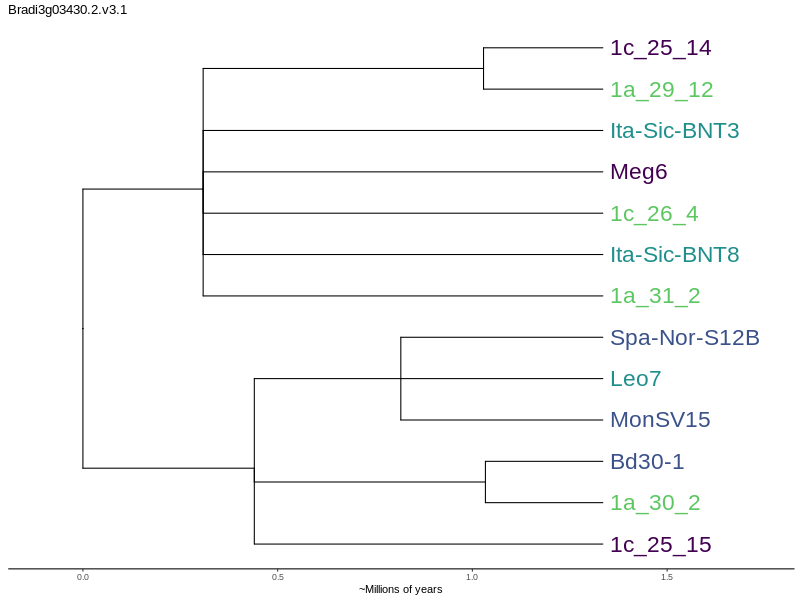 Bradi3g03430.2.v3.1
1c_25_14
1a_29_12
Ita-Sic-BNT3
Meg6
1c_26_4
Ita-Sic-BNT8
1a_31_2
Spa-Nor-S12B
Leo7
MonSV15
Bd30-1
1a_30_2
1c_25_15
0.0 0.5 1.0 1.5
~Millions of years